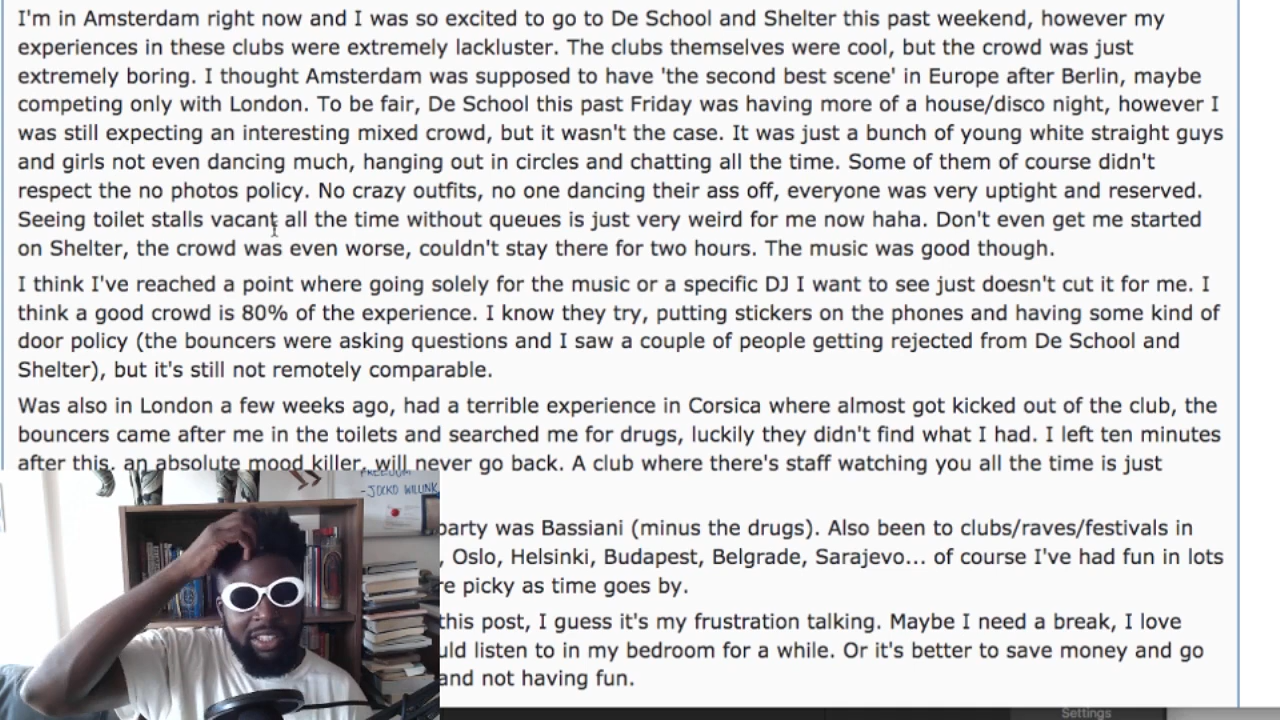 I'm in Amsterdam right now and I was so excited to go to De School and Shelter this past weekend, however my
experiences in these clubs were extremely lackluster. The clubs themselves were cool, but the crowd was just
extremely boring. I thought Amsterdam was supposed to have 'the second best scene' in Europe after Berlin, maybe
competing only with London. To be fair, De School this past Friday was having more of a house/disco night, however I
was still expecting an interesting mixed crowd, but it wasn't the case. It was just a bunch of young white straight guys
and girls not even dancing much, hanging out in circles and chatting all the time. Some of them of course didn't
respect the no photos policy. No crazy outfits, no one dancing their ass off, everyone was very uptight and reserved.
Seeing toilet stalls vacant all the time without queues is just very weird for me now haha. Don't even get me started
on Shelter, the crowd was even worse, couldn't stay there for two hours. The music was good though.
I think I've reached a point where going solely for the music or a specific DJ I want to see just doesn't cut it for me. I
think a good crowd is 80% of the experience. I know they try, putting stickers on the phones and having some kind of
door policy (the bouncers were asking questions and I saw a couple of people getting rejected from De School and
Shelter), but it's still not remotely comparable.
Was also in London a few weeks ago, had a terrible experience in Corsica where almost got kicked out of the club, the
bouncers came after me in the toilets and searched me for drugs, luckily they didn't find what I had. I left ten minutes
after this, an absolute mood killer, will never go back. A club where there's staff watching you all the time is just
FREEDOM
-JOCKO WILLINK
party was Bassiani (minus the drugs). Also been to clubs/raves/festivals in
, Oslo, Helsinki, Budapest, Belgrade, Sarajevo... of course I've had fun in lots
re picky as time goes by.
this post, I guess it's my frustration talking. Maybe I need a break, I love
uld listen to in my bedroom for a while. Or it's better to save money and go
and not having fun.
Settings